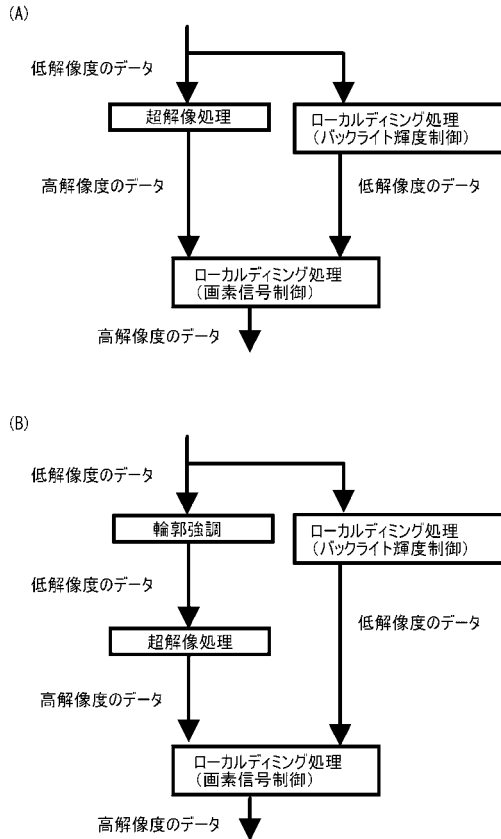 (A)
低解像度のデータ
超解像処理
ローカルディミング処理
(バックライト輝度制御)
高解像度のデータ
低解像度のデータ
ローカルディミング処理
(画素信号制御)
高解像度のデータ
(B)
低解像度のデータ
輪郭強調
ローカルディミング処理
(バックライト輝度制御)
低解像度のデータ
低解像度のデータ
超解像処理
高解像度のデータ
ローカルディミング処理
(画素信号制御)
高解像度のデータ